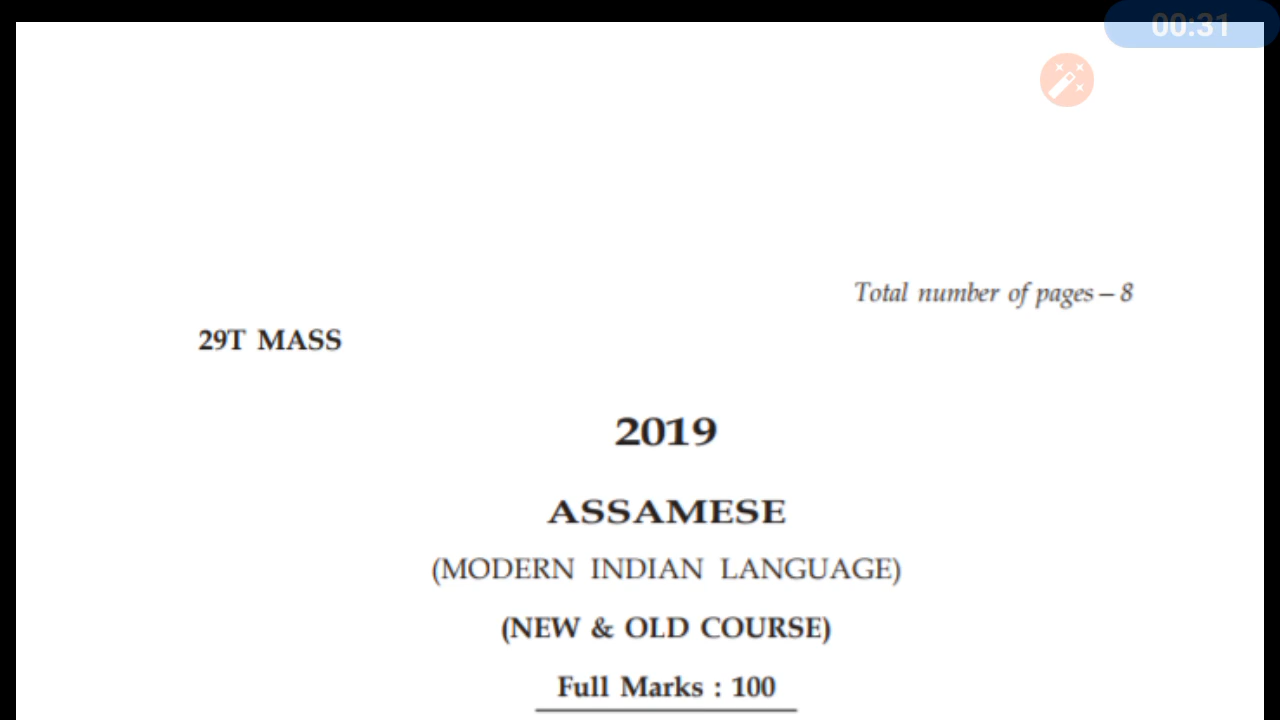 00:31
Total number of pages – 8
29T MASS
2019
ASSAMESE
(MODERN INDIAN LANGUAGE)
(NEW & OLD COURSE)
Full Marks : 100